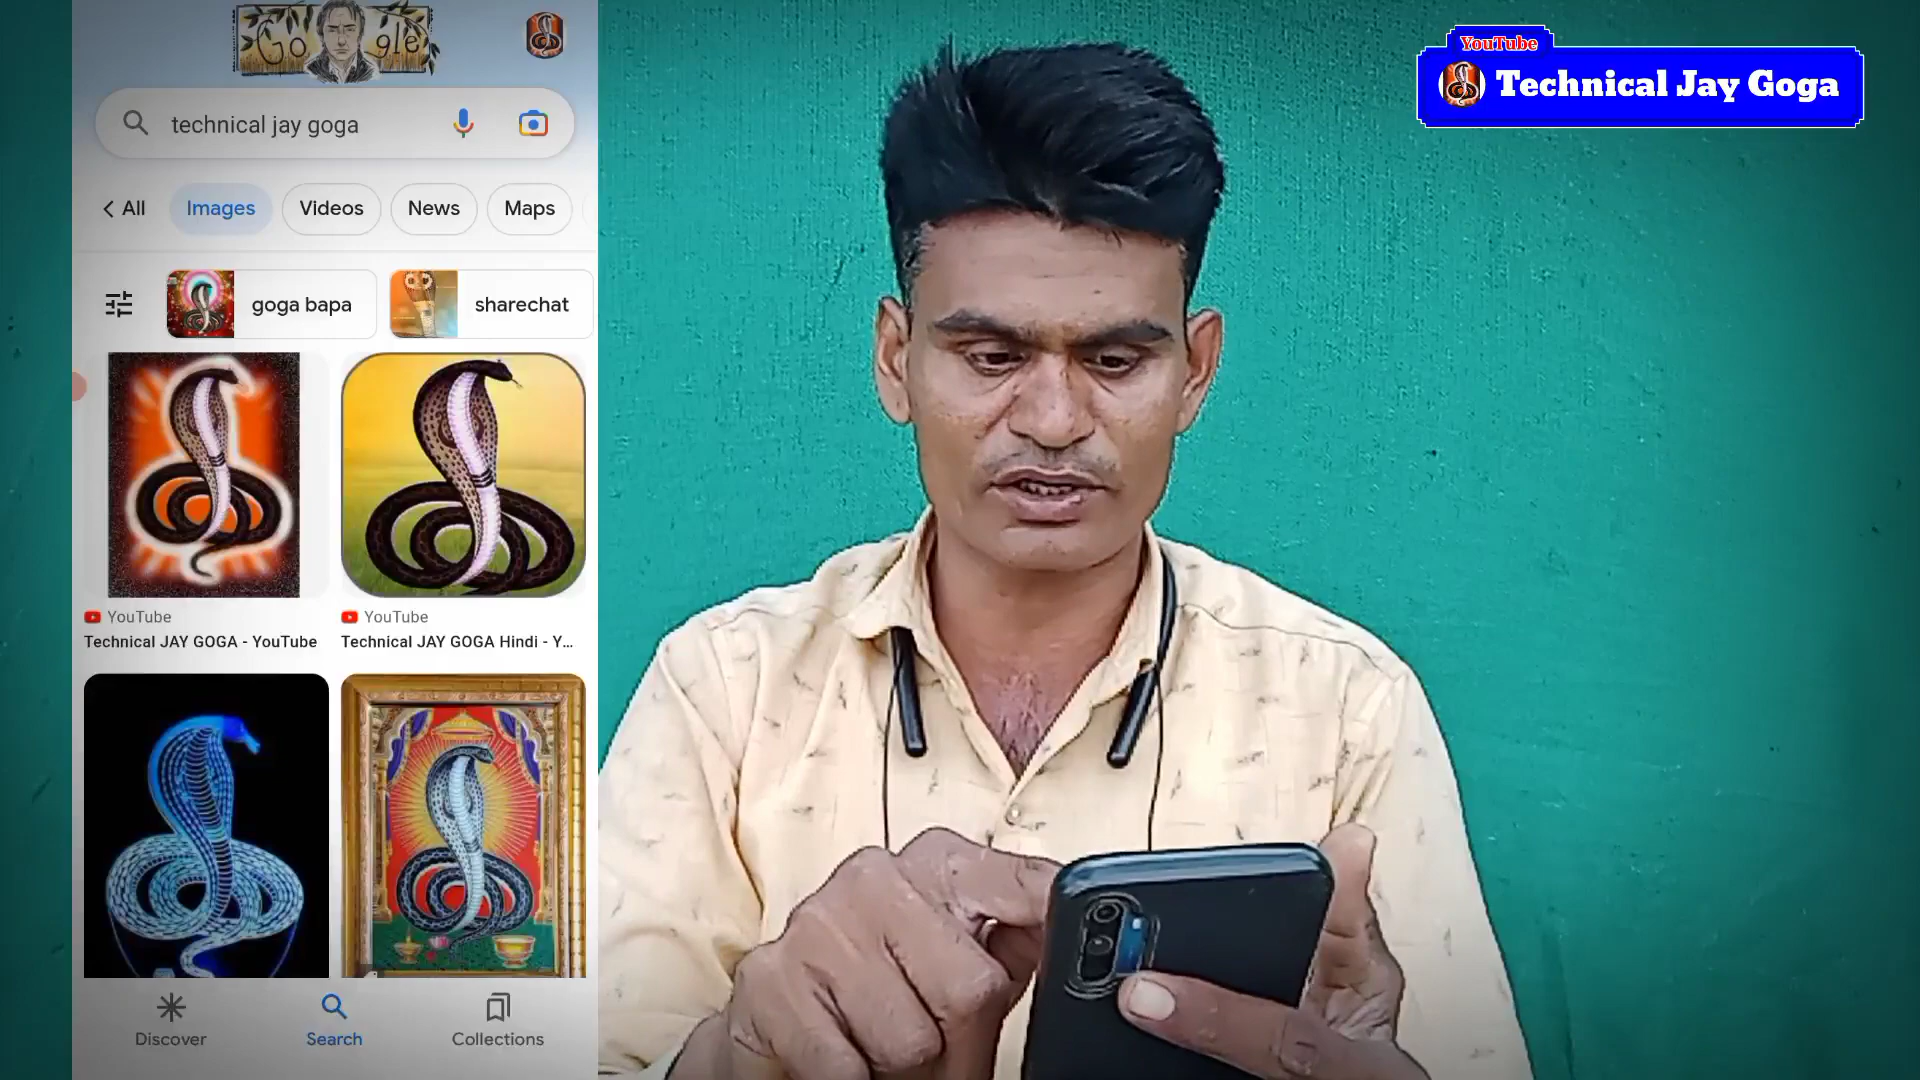 Google
technical jay goga
All
Images
Videos
News
Maps
goga bapa
sharechat
YouTube
Technical JAY GOGA - YouTube
YouTube
Technical JAY GOGA Hindi - Y...
Discover
Search
Collections
YouTube
Technical Jay Goga